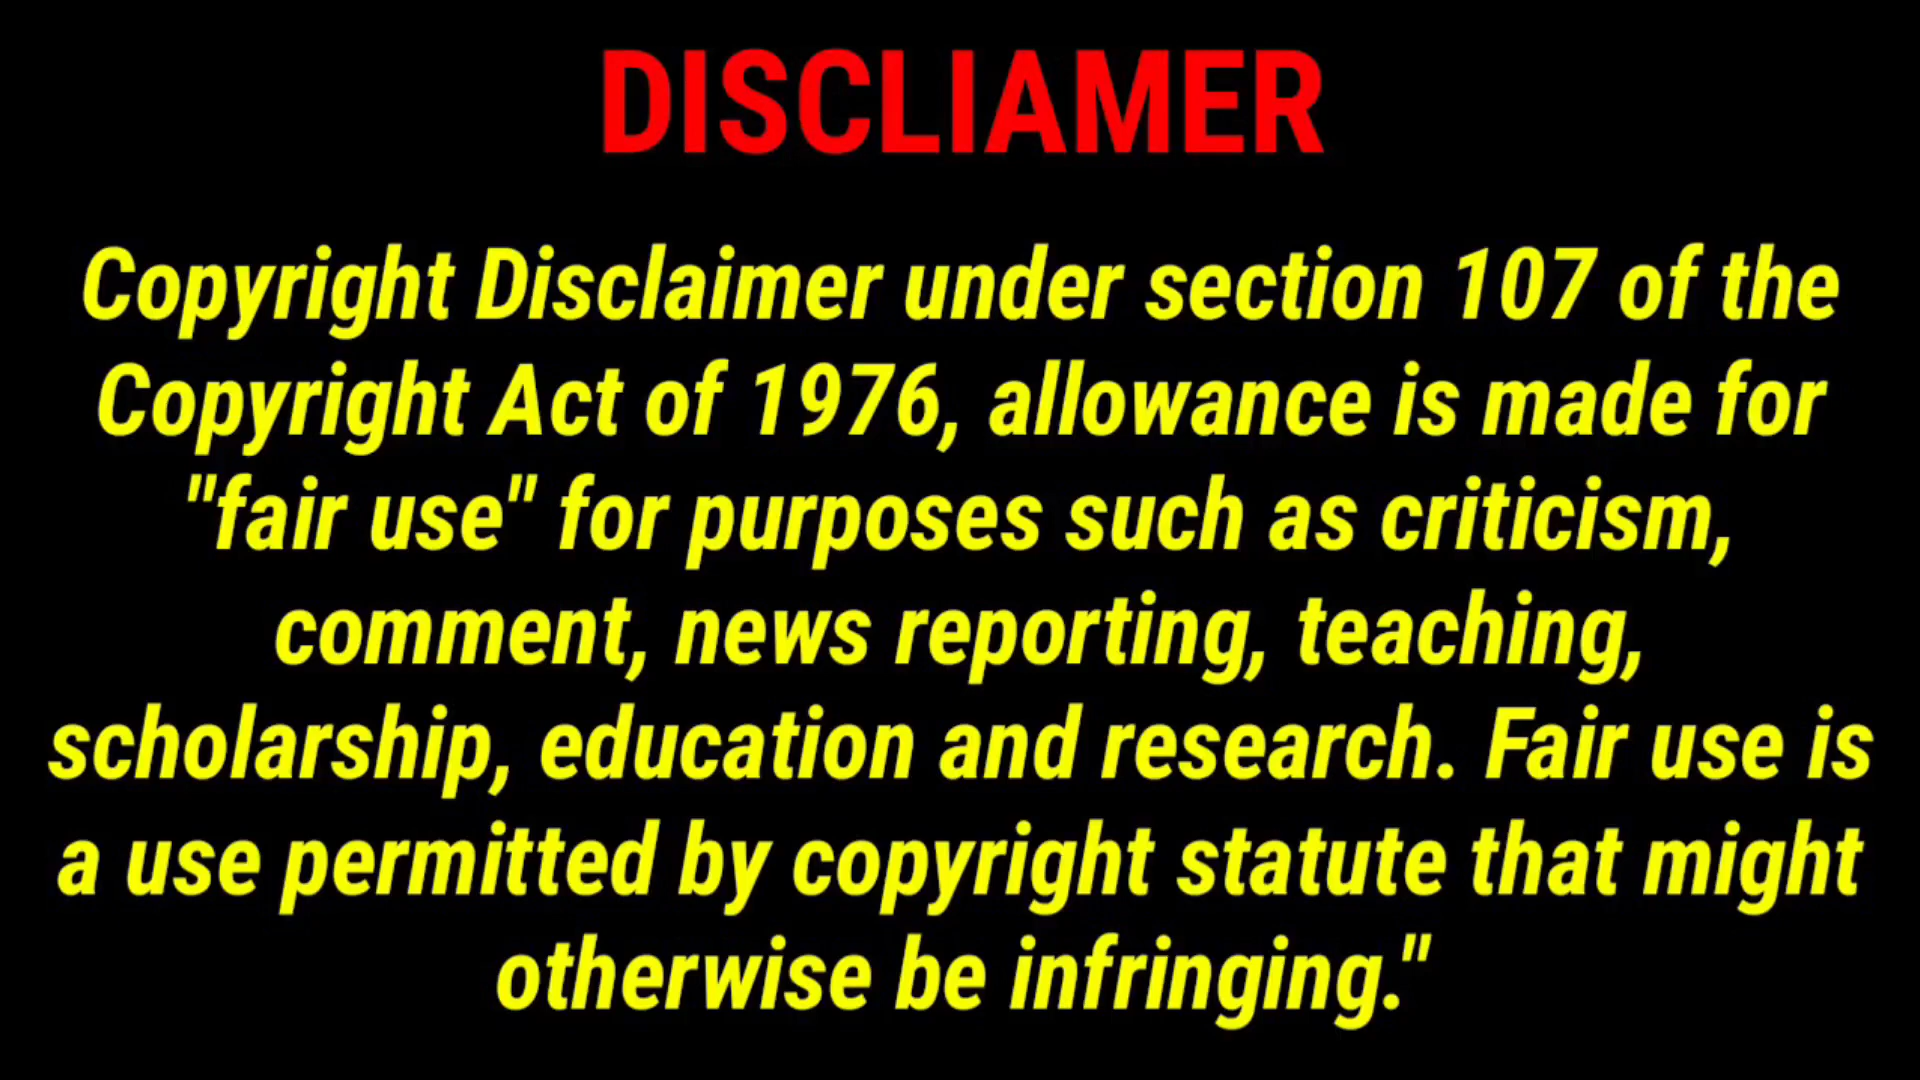 DISCLIAMER
Copyright Disclaimer under section 107 of the
Copyright Act of 1976, allowance is made for
"fair use" for purposes such as criticism,
comment, news reporting, teaching,
scholarship, education and research. Fair use is
a use permitted by copyright statute that might
otherwise be infringing."